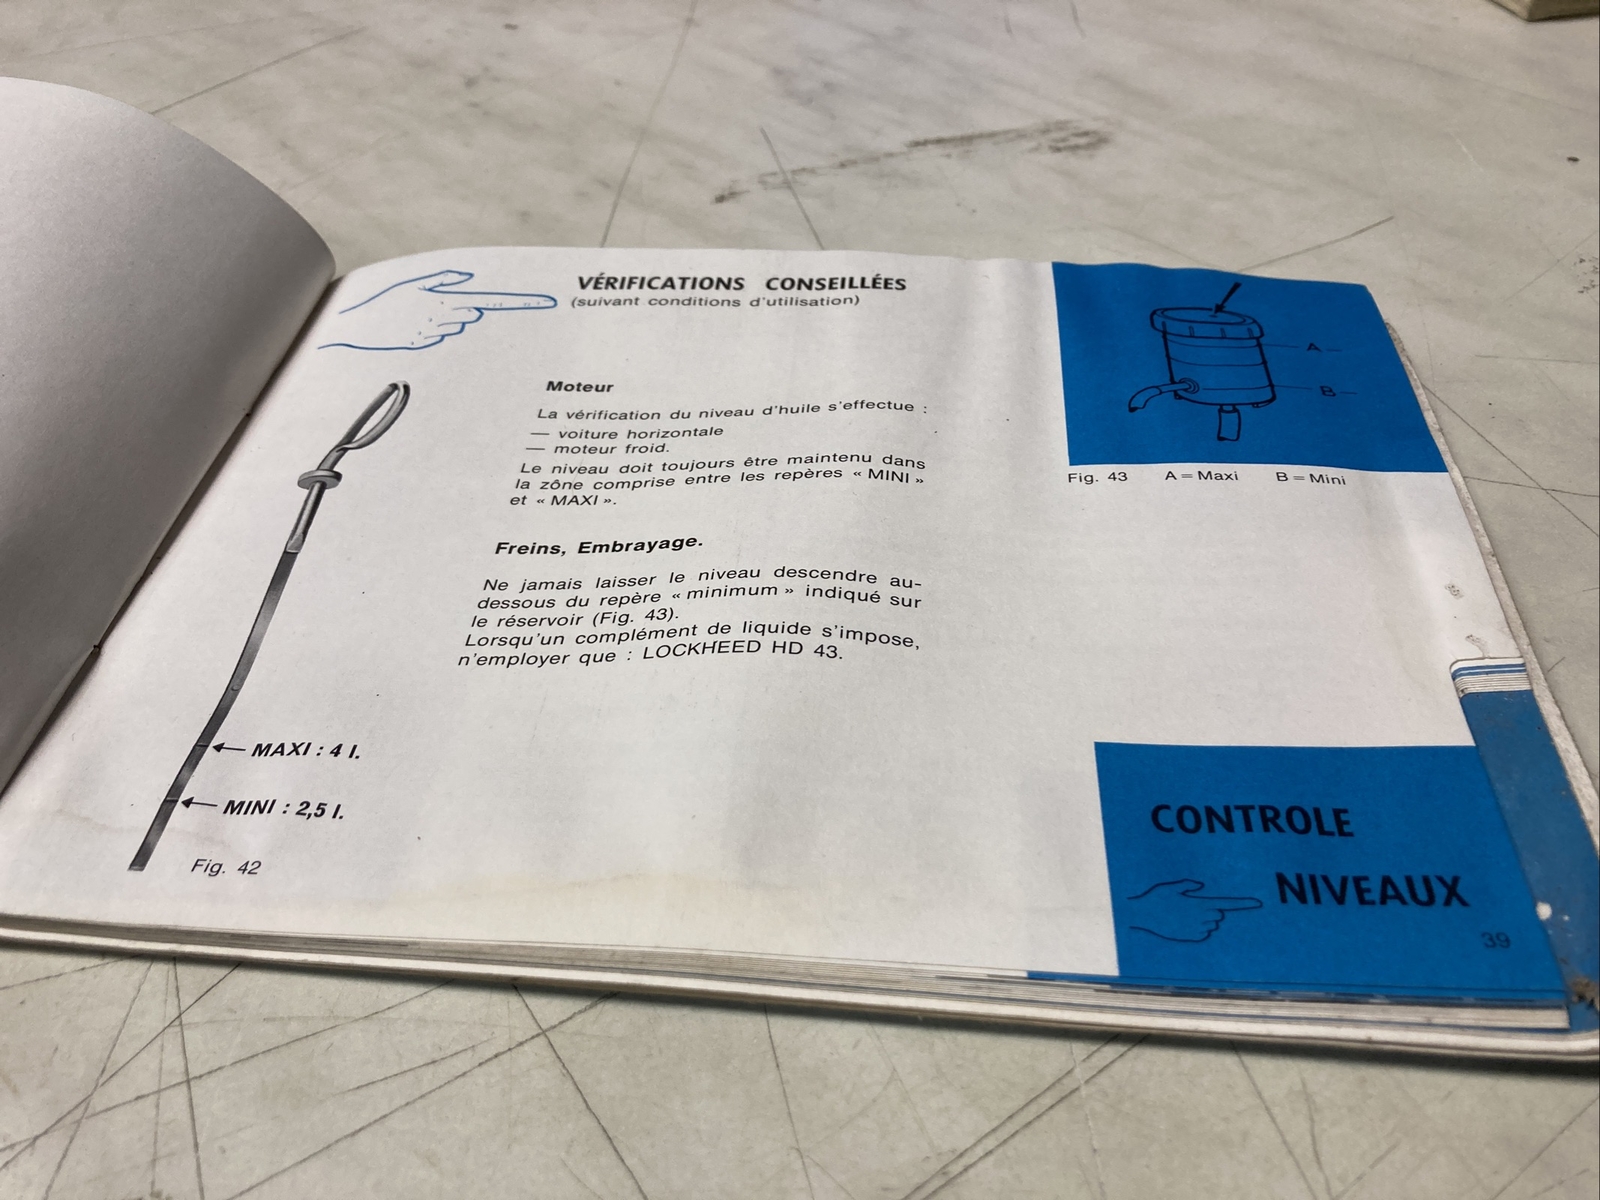 VÉRIFICATIONS CONSEILLÉES
(suivant conditions d'utilisation)
Moteur
La vérification du niveau d'huile s'effectue :
— voiture horizontale
— moteur froid.
Le niveau doit toujours être maintenu dans
la zône comprise entre les repères « MINI »
et « MAXI ».
Freins, Embrayage.
Ne jamais laisser le niveau descendre au-
dessous du repère « minimum » indiqué sur
le réservoir (Fig. 43).
Lorsqu'un complément de liquide s'impose,
n'employer que : LOCKHEED HD 43.
MAXI : 4 l.
MINI : 2,5 l.
Fig. 42
A
B
Fig. 43 A = Maxi B = Mini
CONTROLE
NIVEAUX
39